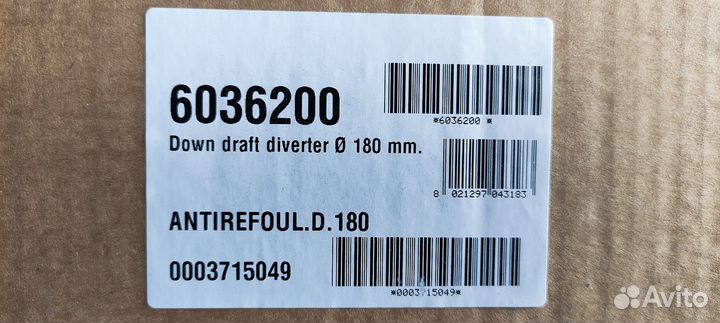 6036200
*6036200 *
Down draft diverter Ø 180 mm.
8 021297 043183
ANTIREFOUL.D.180
0003715049
*0003715049*
Avito